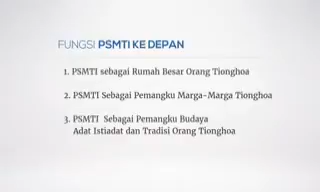 FUNGSI PSMTI KE DEPAN
1. PSMTI sebagai Rumah Besar Orang Tionghoa
2. PSMTI Sebagai Pemangku Marga-Marga Tionghoa
3. PSMTI Sebagai Pemangku Budaya
Adat Istiadat dan Tradisi Orang Tionghoa